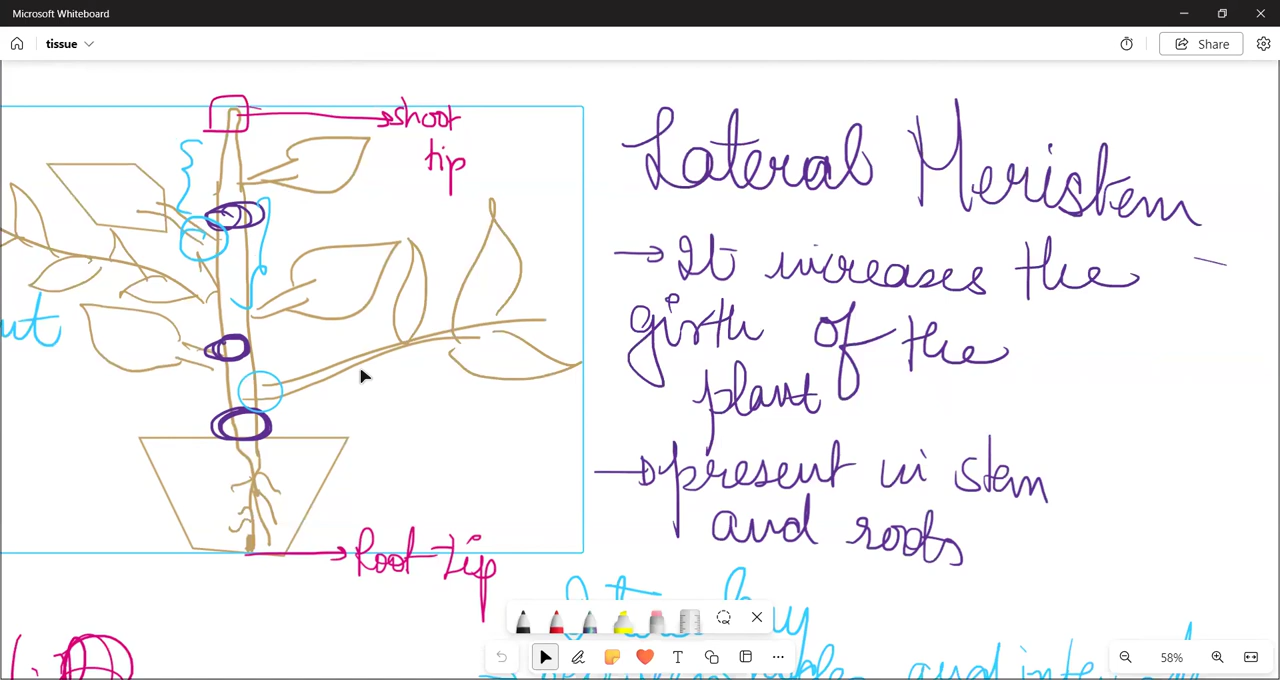 Microsoft Whiteboard
tissue
Share
shoot
tip
Lateral Meristem
→ It increases the
girth of the
plant
→ present in stem
and roots
Root tip
and
58%